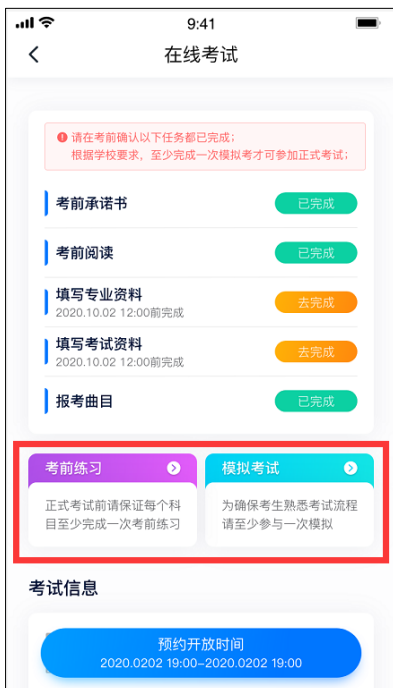 9:41
在线考试
请在考前确认以下任务都已完成；
根据学校要求，至少完成一次模拟考才可参加正式考试；
考前承诺书
已完成
考前阅读
已完成
填写专业资料
2020.10.02 12:00前完成
去完成
填写考试资料
2020.10.02 12:00前完成
去完成
报考曲目
已完成
考前练习
正式考试前请保证每个科
目至少完成一次考前练习
模拟考试
为确保考生熟悉考试流程
请至少参与一次模拟
考试信息
预约开放时间
2020.0202 19:00-2020.0202 19:00